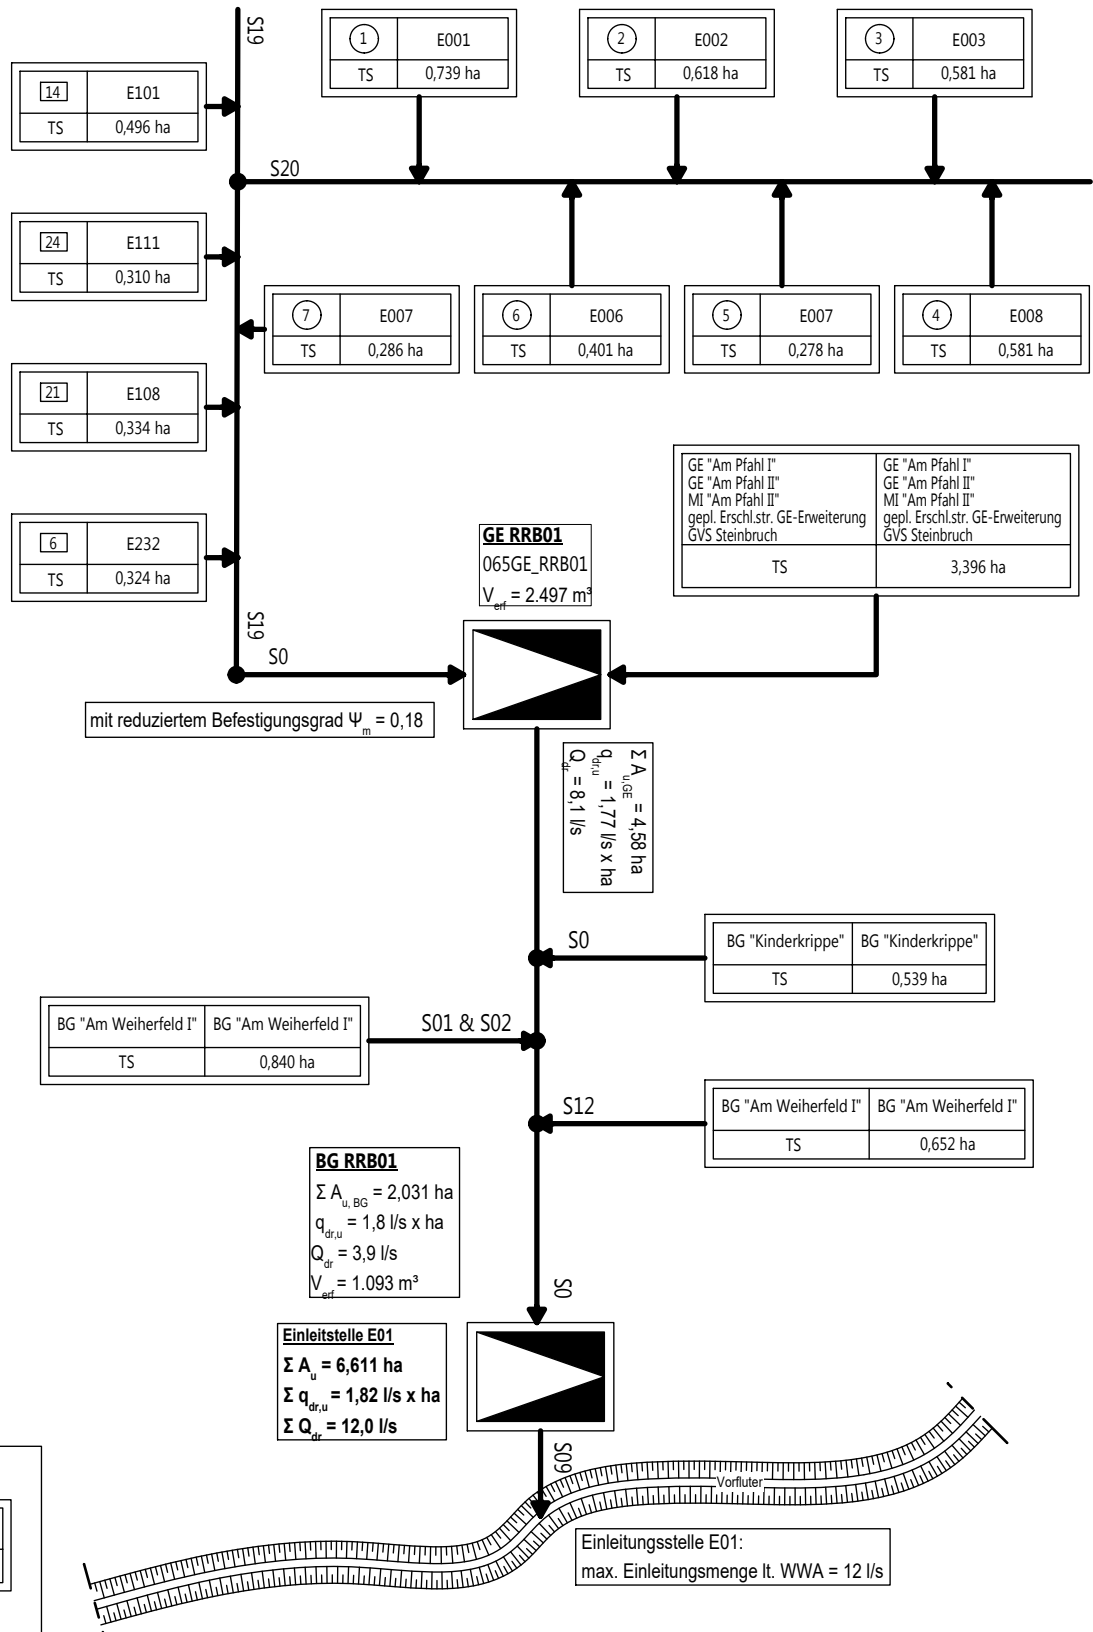 S19
1 E001
TS 0,739 ha
2 E002
TS 0,618 ha
3 E003
TS 0,581 ha
14 E101
TS 0,496 ha
S20
24 E111
TS 0,310 ha
7 E007
TS 0,286 ha
6 E006
TS 0,401 ha
5 E007
TS 0,278 ha
4 E008
TS 0,581 ha
21 E108
TS 0,334 ha
GE "Am Pfahl I" GE "Am Pfahl I"
GE "Am Pfahl II" GE "Am Pfahl II"
MI "Am Pfahl II" MI "Am Pfahl II"
gepl. Erschl.str. GE-Erweiterung gepl. Erschl.str. GE-Erweiterung
GVS Steinbruch GVS Steinbruch
TS 3,396 ha
6 E232
TS 0,324 ha
GE RRB01
065GE_RRB01
V_erf = 2.497 m³
S19
S0
mit reduziertem Befestigungsgrad Ψ_m = 0,18
Σ A_u,GE = 4,58 ha
q_dr,u = 1,77 l/s x ha
Q_dr = 8,1 l/s
S0
BG "Kinderkrippe" BG "Kinderkrippe"
TS 0,539 ha
BG "Am Weiherfeld I" BG "Am Weiherfeld I"
TS 0,840 ha
S01 & S02
S12
BG "Am Weiherfeld I" BG "Am Weiherfeld I"
TS 0,652 ha
BG RRB01
Σ A_u, BG = 2,031 ha
q_dr,u = 1,8 l/s x ha
Q_dr = 3,9 l/s
V_erf = 1.093 m³
S0
Einleitstelle E01
Σ A_u = 6,611 ha
Σ q_dr,u = 1,82 l/s x ha
Σ Q_dr = 12,0 l/s
S09
Vorfluter
Einleitungsstelle E01:
max. Einleitungsmenge lt. WWA = 12 l/s